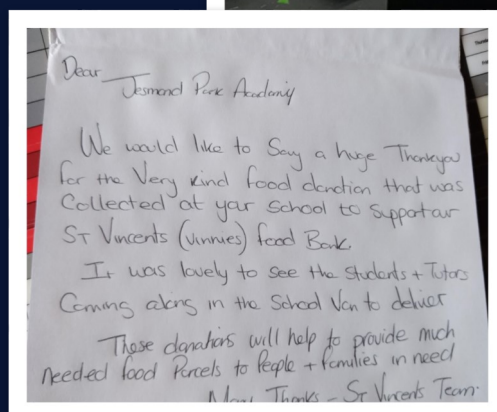 Dear
Jesmond Park Academy
We would like to Say a huge Thankyou
for the Very kind food donation that was
Collected at your School to Support our
ST Vincents (Vinnies) food Bank
It was lovely to see the Students + Tutors
Coming along in the School Van to deliver
These donations will help to provide much
needed food Parcels to People + families in need
Many Thanks - ST Vincents Team.